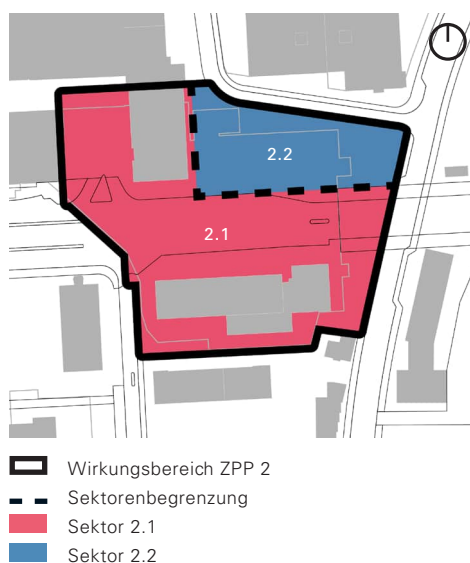 2.2
2.1
Wirkungsbereich ZPP 2
Sektorenbegrenzung
Sektor 2.1
Sektor 2.2